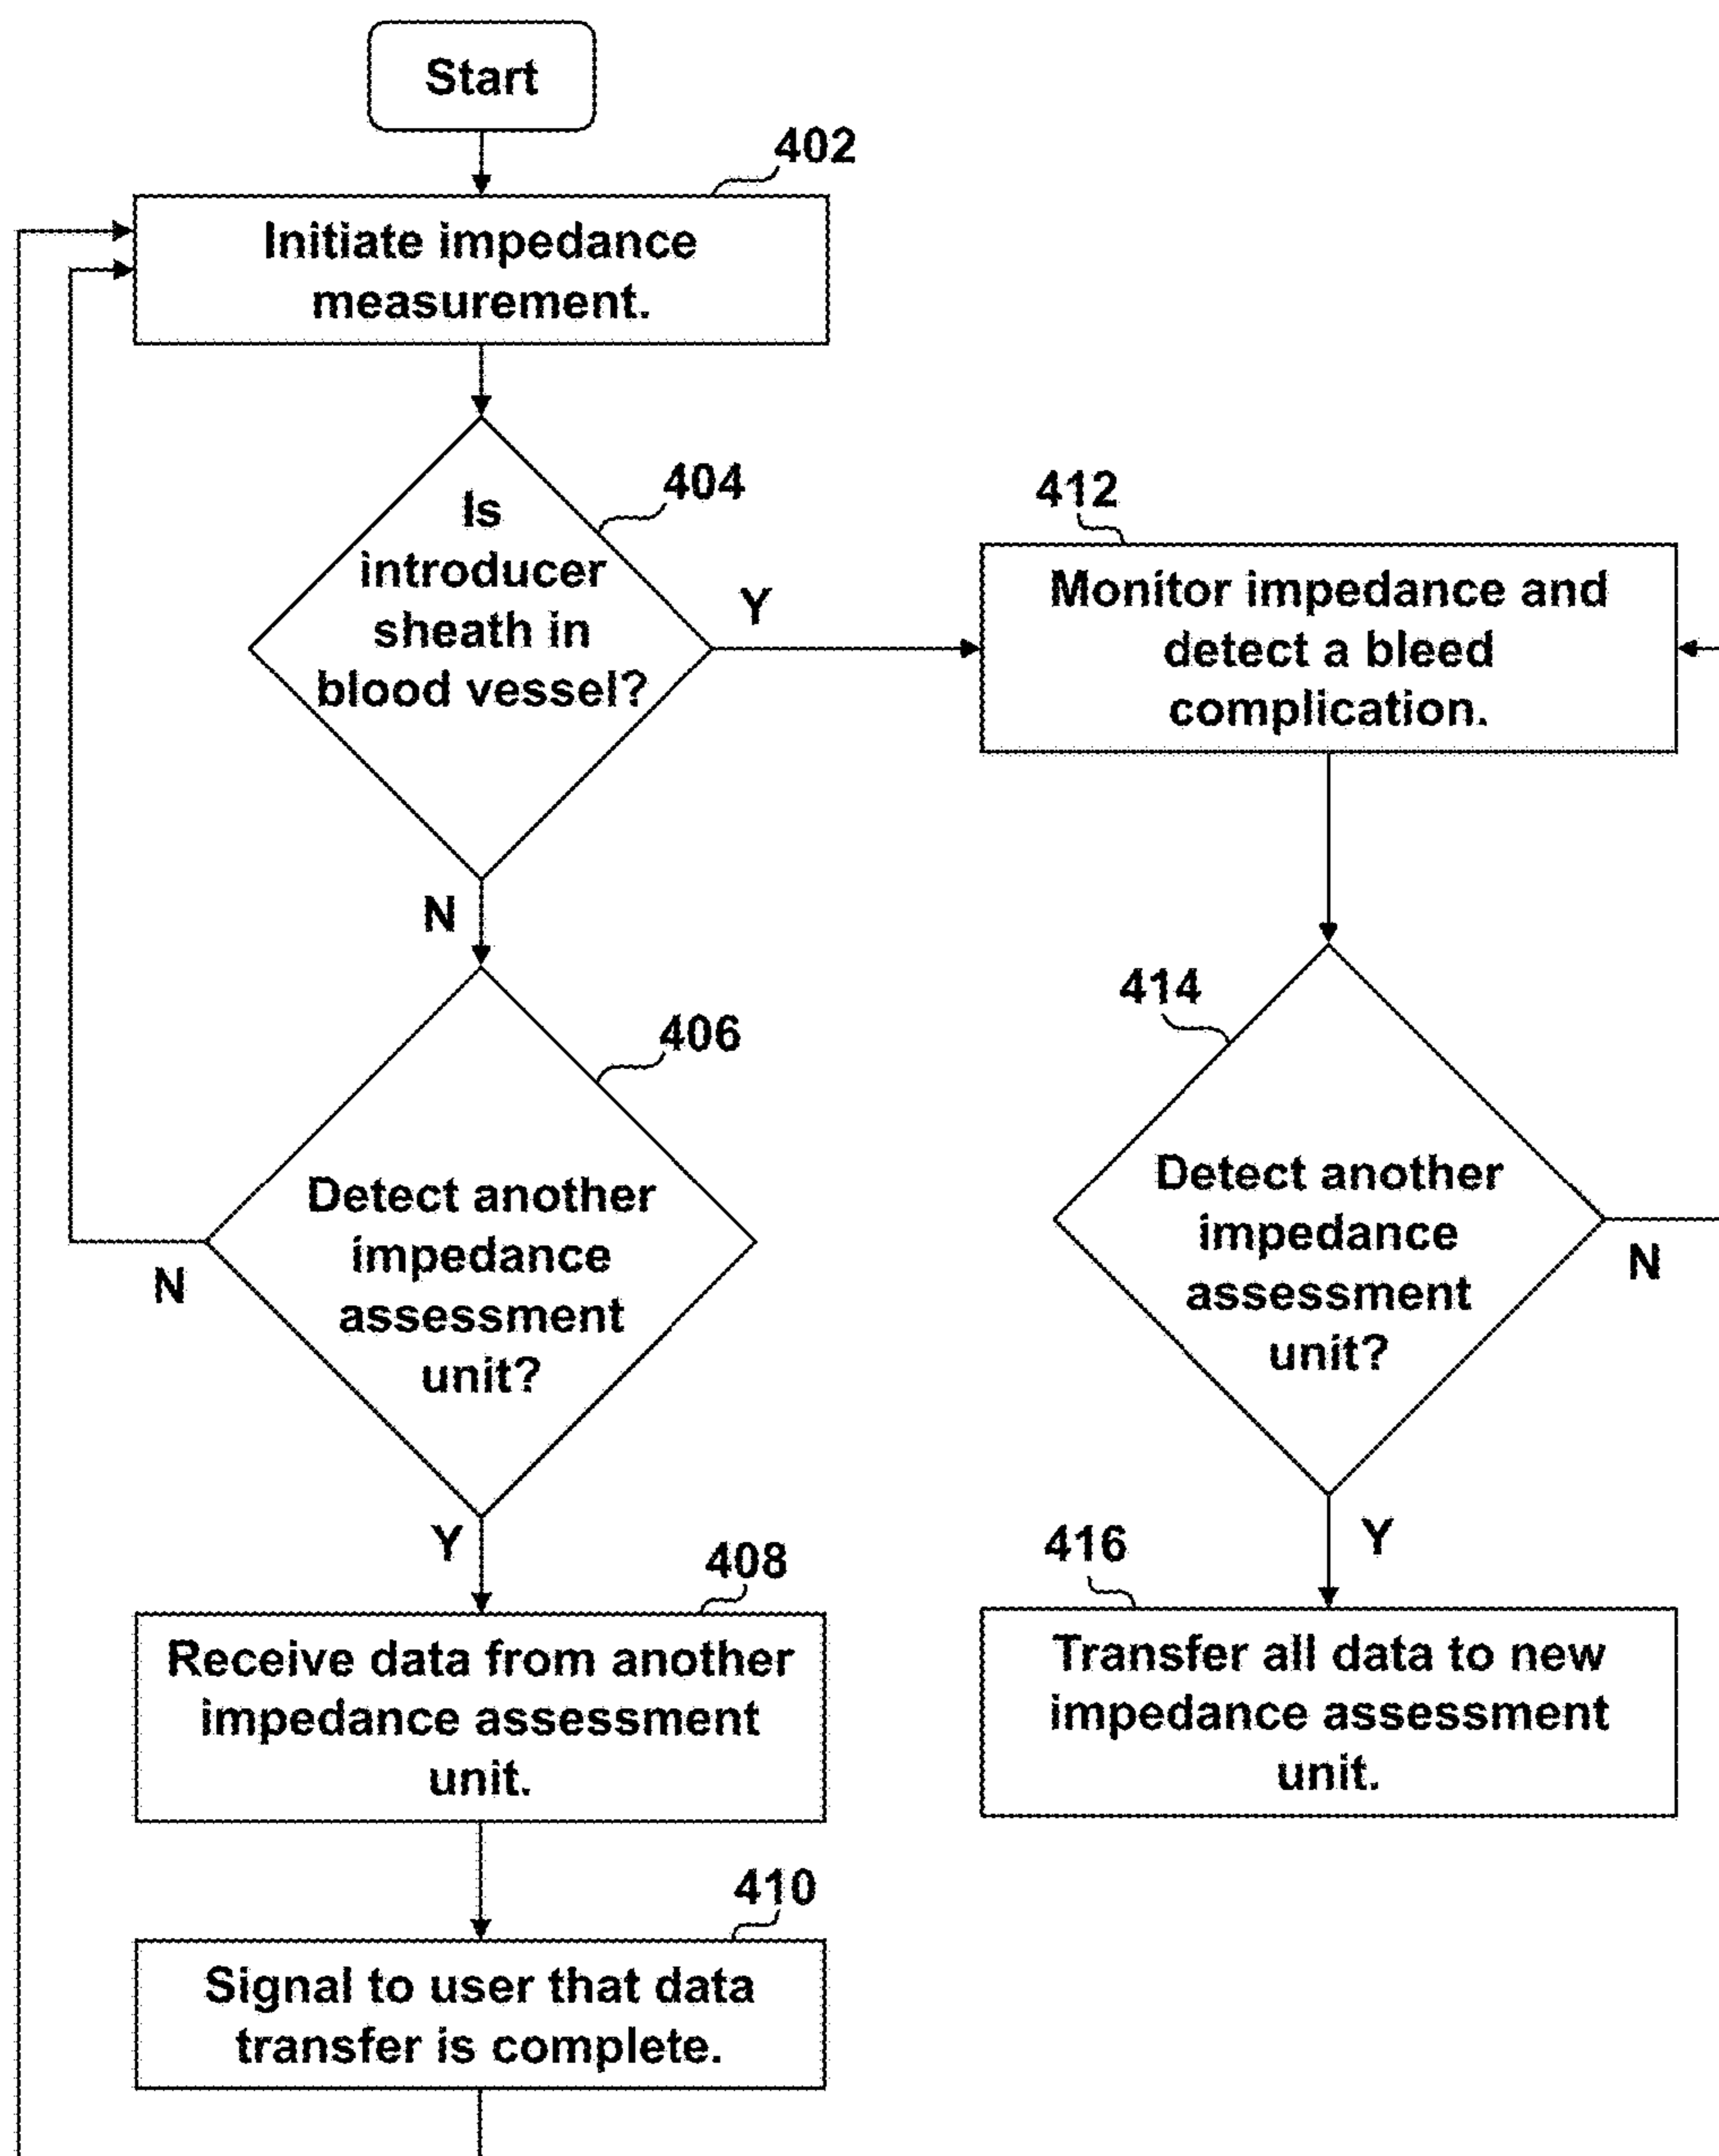 Start
402
Initiate impedance
measurement.
404
Is
introducer
sheath in
blood vessel?
Y
N
412
Monitor impedance and
detect a bleed
complication.
406
Detect another
impedance
assessment
unit?
N
Y
414
Detect another
impedance
assessment
unit?
N
Y
408
Receive data from another
impedance assessment
unit.
416
Transfer all data to new
impedance assessment
unit.
410
Signal to user that data
transfer is complete.